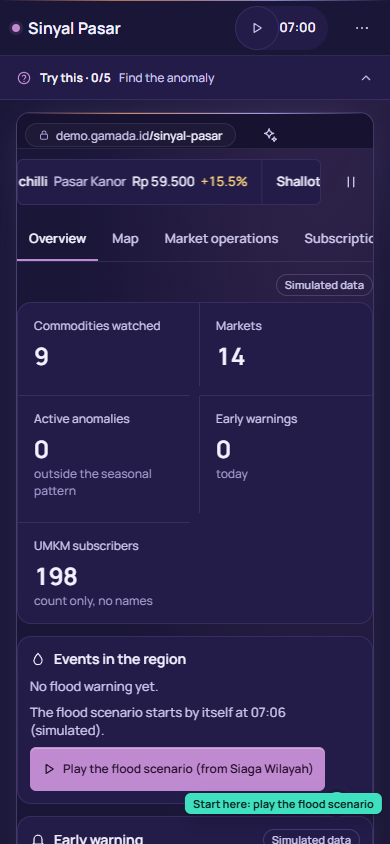 Sinyal Pasar
07:00
Try this · 0/5 Find the anomaly
demo.gamada.id/sinyal-pasar
chilli Pasar Kanor Rp 59.500 +15.5% Shallot
Overview Map Market operations Subscriptic
Simulated data
Commodities watched
9
Markets
14
Active anomalies
0
outside the seasonal
pattern
Early warnings
0
today
UMKM subscribers
198
count only, no names
Events in the region
No flood warning yet.
The flood scenario starts by itself at 07:06
(simulated).
Play the flood scenario (from Siaga Wilayah)
Start here: play the flood scenario
Early warning
Simulated data